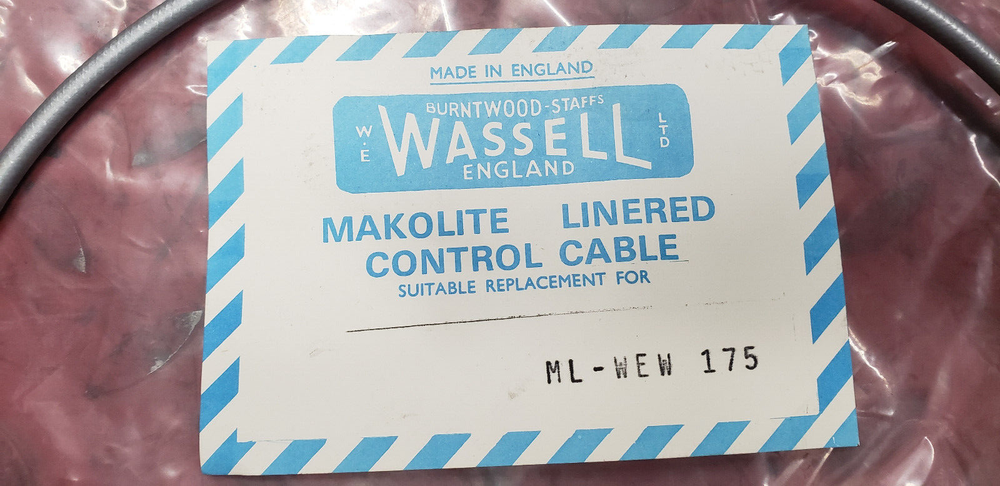 MADE IN ENGLAND
BURNTWOOD-STAFFS
W.E WASSELL LTD
ENGLAND
MAKOLITE LINERED
CONTROL CABLE
SUITABLE REPLACEMENT FOR
ML-WEW 175